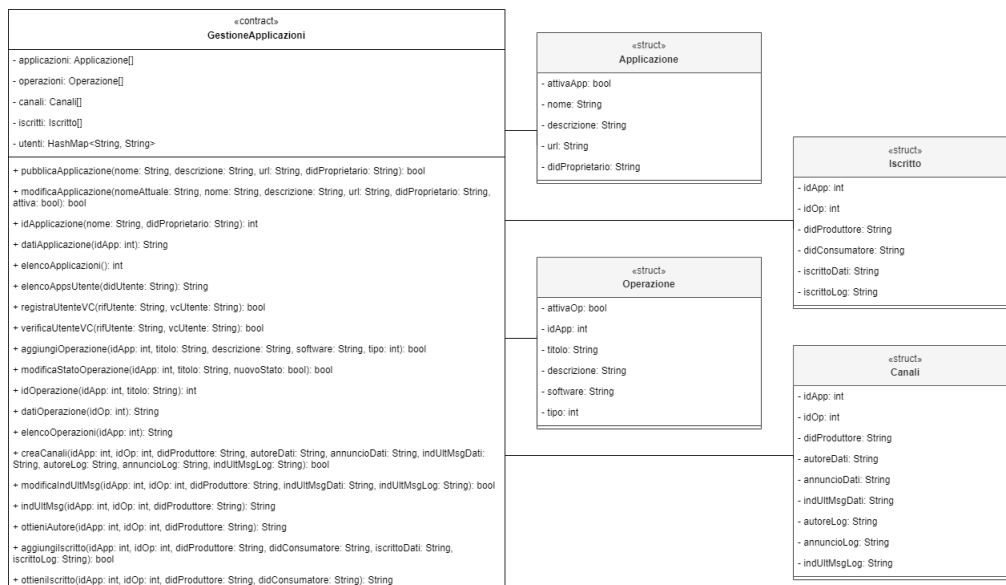 «contract»
GestioneApplicazioni
- applicazioni: Applicazione[]
- operazioni: Operazione[]
- canali: Canali[]
- iscritti: Iscritto[]
- utenti: HashMap<String, String>
+ pubblicaApplicazione(nome: String, descrizione: String, url: String, didProprietario: String): bool
+ modificaApplicazione(nomeAttuale: String, nome: String, descrizione: String, url: String, didProprietario: String,
attiva: bool): bool
+ idApplicazione(nome: String, didProprietario: String): int
+ datiApplicazione(idApp: int): String
+ elencoApplicazioni(): int
+ elencoAppsUtente(didUtente: String): String
+ registraUtenteVC(rifUtente: String, vcUtente: String): bool
+ verificaUtenteVC(rifUtente: String, vcUtente: String): bool
+ aggiungiOperazione(idApp: int, titolo: String, descrizione: String, software: String, tipo: int): bool
+ modificaStatoOperazione(idApp: int, titolo: String, nuovoStato: bool): bool
+ idOperazione(idApp: int, titolo: String): int
+ datiOperazione(idOp: int): String
+ elencoOperazioni(idApp: int): String
+ creaCanali(idApp: int, idOp: int, didProduttore: String, autoreDati: String, annuncioDati: String, indUltMsgDati:
String, autoreLog: String, annuncioLog: String, indUltMsgLog: String): bool
+ modificaIndUltMsg(idApp: int, idOp: int, didProduttore: String, indUltMsgDati: String, indUltMsgLog: String): bool
+ indUltMsg(idApp: int, idOp: int, didProduttore: String): String
+ ottieniAutore(idApp: int, idOp: int, didProduttore: String): String
+ aggiungiIscritto(idApp: int, idOp: int, didProduttore: String, didConsumatore: String, iscrittoDati: String,
iscrittoLog: String): bool
+ ottieniIscritto(idApp: int, idOp: int, didProduttore: String, didConsumatore: String): String
«struct»
Applicazione
- attivaApp: bool
- nome: String
- descrizione: String
- url: String
- didProprietario: String
«struct»
Iscritto
- idApp: int
- idOp: int
- didProduttore: String
- didConsumatore: String
- iscrittoDati: String
- iscrittoLog: String
«struct»
Operazione
- attivaOp: bool
- idApp: int
- titolo: String
- descrizione: String
- software: String
- tipo: int
«struct»
Canali
- idApp: int
- idOp: int
- didProduttore: String
- autoreDati: String
- annuncioDati: String
- indUltMsgDati: String
- autoreLog: String
- annuncioLog: String
- indUltMsgLog: String